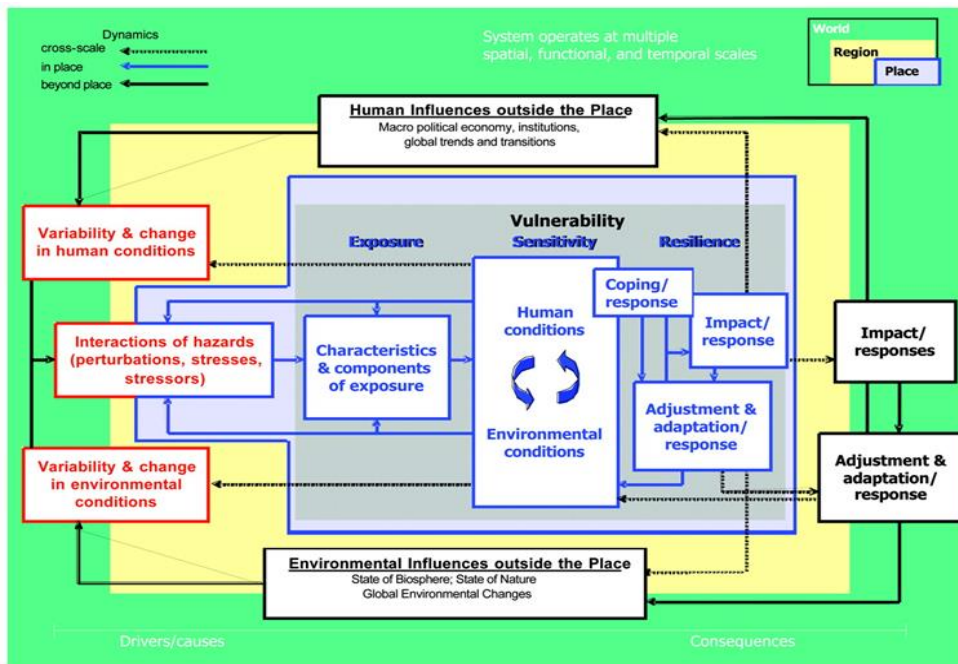 Dynamics
cross-scale
in place
beyond place
System operates at multiple
spatial, functional, and temporal scales
World
Region
Place
Human Influences outside the Place
Macro political economy, institutions,
global trends and transitions
Variability & change
in human conditions
Vulnerability
Exposure
Sensitivity
Resilience
Coping/
response
Human
conditions
Impact/
response
Interactions of hazards
(perturbations, stresses,
stressors)
Characteristics
& components
of exposure
Impact/
responses
Environmental
conditions
Adjustment &
adaptation/
response
Variability & change
in environmental
conditions
Adjustment &
adaptation/
response
Environmental Influences outside the Place
State of Biosphere; State of Nature
Global Environmental Changes
Drivers/causes
Consequences